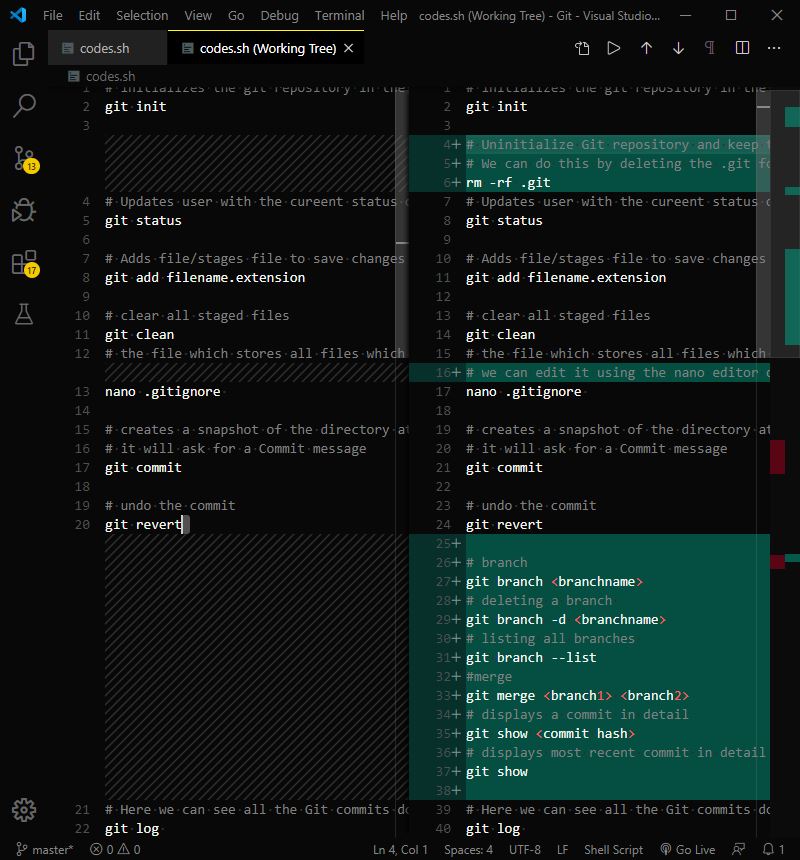 File Edit Selection View Go Debug Terminal Help codes.sh (Working Tree) - Git - Visual Studio...
codes.sh
codes.sh (Working Tree)
codes.sh
13
17
1 # Initializes the git repository in the
2 git init
3
4 # Updates user with the cureent status
5 git status
6
7 # Adds file/stages file to save changes
8 git add filename.extension
9
10 # clear all staged files
11 git clean
12 # the file which stores all files which
13 nano .gitignore
14
15 # creates a snapshot of the directory at
16 # it will ask for a Commit message
17 git commit
18
19 # undo the commit
20 git revert
21 # Here we can see all the Git commits do
22 git log
1 # Initializes the git repository in the
2 git init
3
4+ # Uninitialize Git repository and keep t
5+ # We can do this by deleting the .git fo
6+ rm -rf .git
7 # Updates user with the cureent status
8 git status
9
10 # Adds file/stages file to save changes
11 git add filename.extension
12
13 # clear all staged files
14 git clean
15 # the file which stores all files which
16+ # we can edit it using the nano editor
17 nano .gitignore
18
19 # creates a snapshot of the directory at
20 # it will ask for a Commit message
21 git commit
22
23 # undo the commit
24 git revert
25+
26+ # branch
27+ git branch <branchname>
28+ # deleting a branch
29+ git branch -d <branchname>
30+ # listing all branches
31+ git branch --list
32+ #merge
33+ git merge <branch1> <branch2>
34+ # displays a commit in detail
35+ git show <commit hash>
36+ # displays most recent commit in detail
37+ git show
38+
39 # Here we can see all the Git commits do
40 git log
master* 0 0 Ln 4, Col 1 Spaces: 4 UTF-8 LF Shell Script Go Live 1